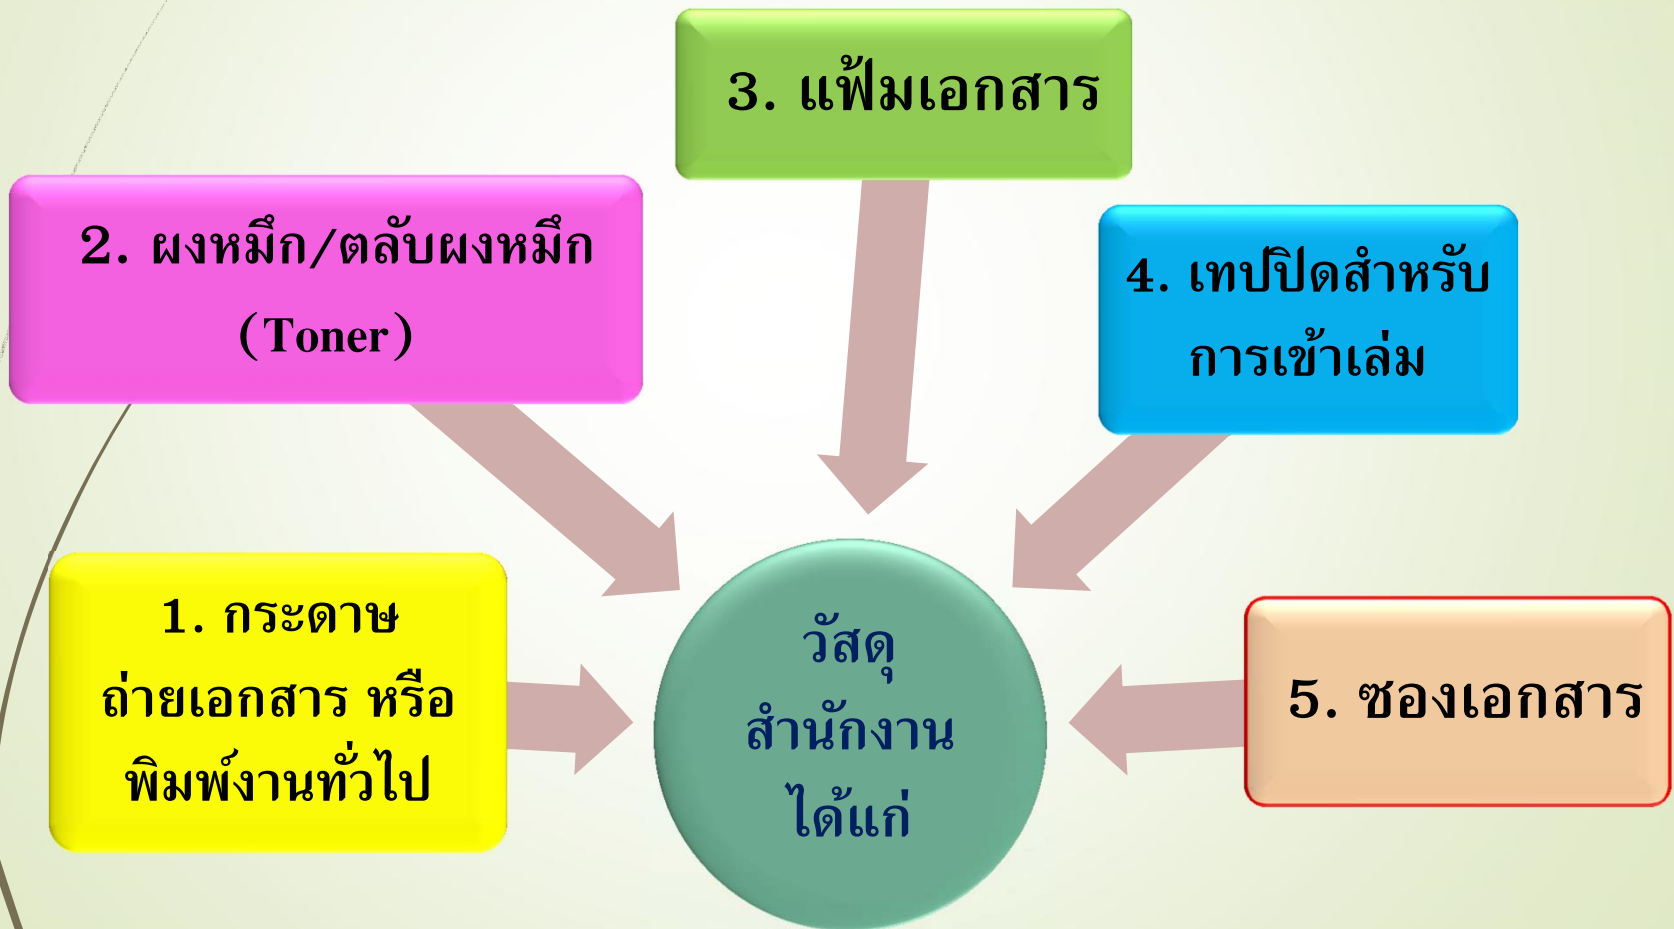 3. แฟ้มเอกสาร
2. ผงหมึก/ตลับผงหมึก
(Toner)
4. เทปปิดสำหรับ
การเข้าเล่ม
1. กระดาษ
ถ่ายเอกสาร หรือ
พิมพ์งานทั่วไป
วัสดุ
สำนักงาน
ได้แก่
5. ซองเอกสาร